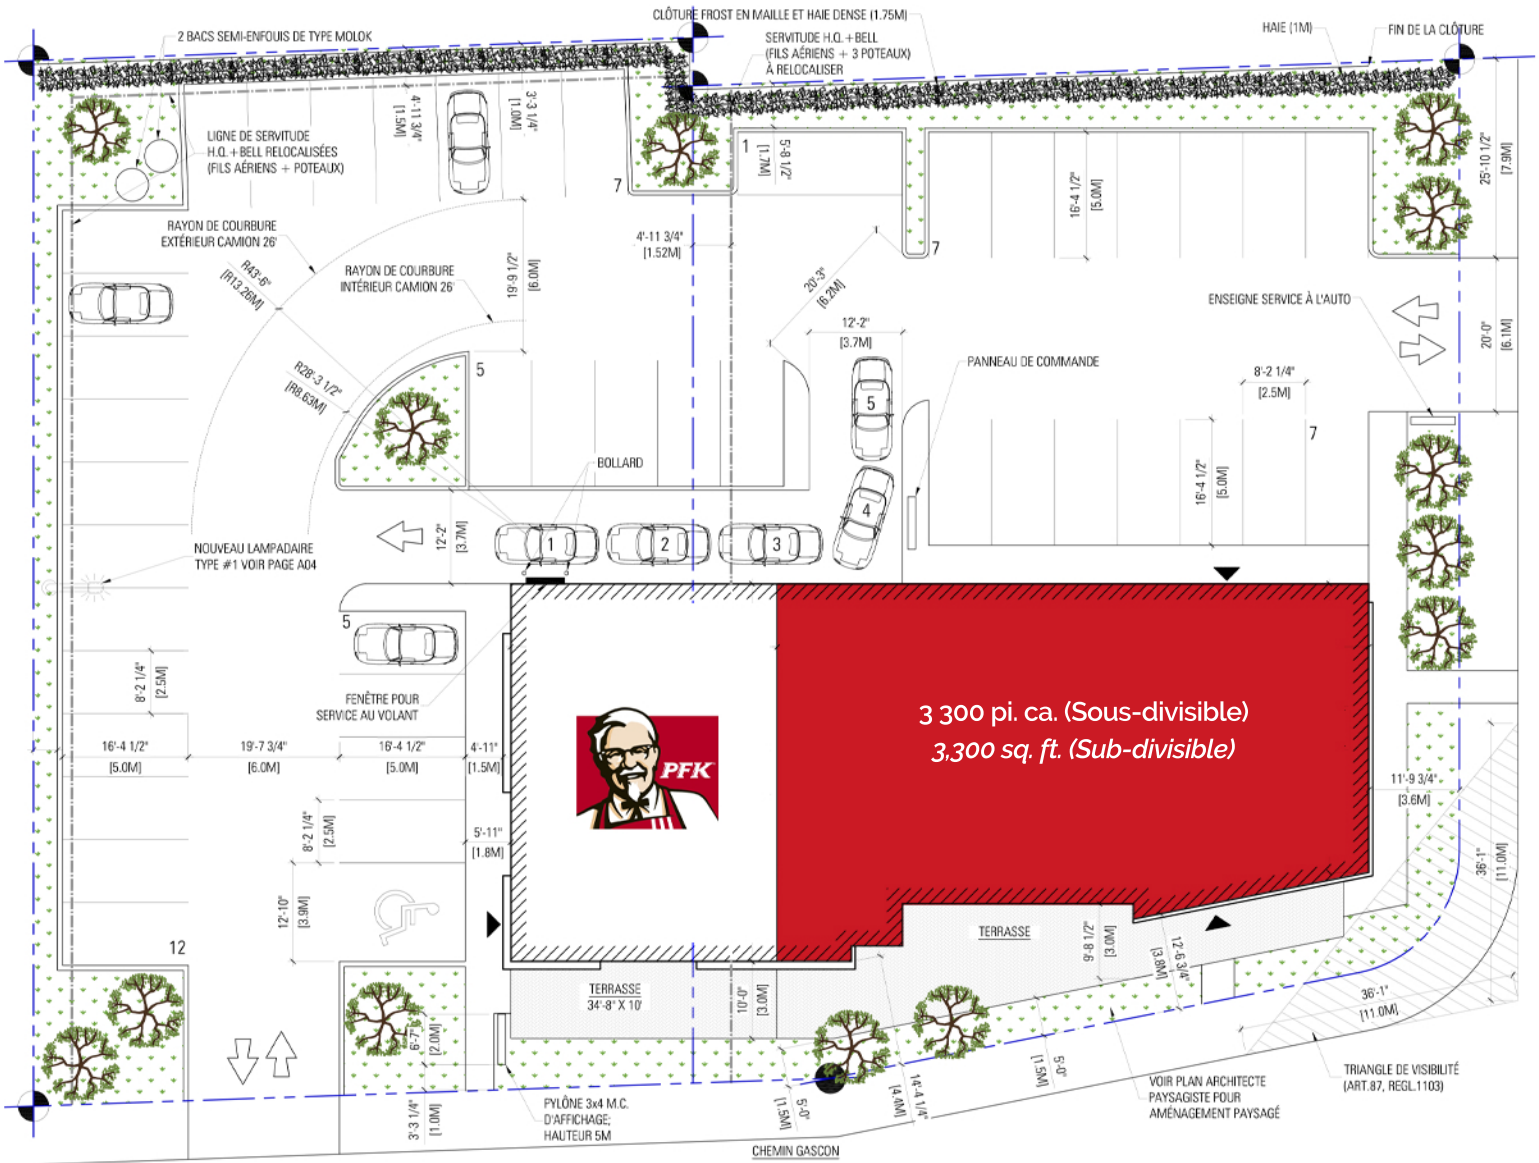 CLÔTURE FROST EN MAILLE ET HAIE DENSE (1.75M)
2 BACS SEMI-ENFOUIS DE TYPE MOLOK
SERVITUDE H.Q.+BELL
(FILS AÉRIENS + 3 POTEAUX)
À RELOCALISER
HAIE (1M)
FIN DE LA CLÔTURE
LIGNE DE SERVITUDE
H.Q.+BELL RELOCALISÉES
(FILS AÉRIENS + POTEAUX)
4'-11 3/4"
[1.5M]
3'-3 1/4"
[1.0M]
7
1
5'-8 1/2"
[1.7M]
16'-4 1/2"
[5.0M]
25'-10 1/2"
[7.9M]
RAYON DE COURBURE
EXTÉRIEUR CAMION 26'
R43'-6"
[R13.26M]
RAYON DE COURBURE
INTÉRIEUR CAMION 26'
19'-9 1/2"
[6.0M]
4'-11 3/4"
[1.52M]
7
20'-3"
[6.2M]
ENSEIGNE SERVICE À L'AUTO
20'-0"
[6.1M]
12'-2"
[3.7M]
PANNEAU DE COMMANDE
8'-2 1/4"
[2.5M]
R28'-3 1/2"
[R8.63M]
5
5
7
BOLLARD
16'-4 1/2"
[5.0M]
4
12'-2"
[3.7M]
1
2
3
NOUVEAU LAMPADAIRE
TYPE #1 VOIR PAGE A04
5
8'-2 1/4"
[2.5M]
FENÊTRE POUR
SERVICE AU VOLANT
3 300 pi. ca. (Sous-divisible)
3,300 sq. ft. (Sub-divisible)
PFK
16'-4 1/2"
[5.0M]
19'-7 3/4"
[6.0M]
16'-4 1/2"
[5.0M]
4'-11"
[1.5M]
11'-9 3/4"
[3.6M]
8'-2 1/4"
[2.5M]
5'-11"
[1.8M]
36'-1"
[11.0M]
12'-10"
[3.9M]
12
TERRASSE
9'-8 1/2"
[3.0M]
12'-6 3/4"
[3.8M]
TERRASSE
34'-8" X 10'
10'-0"
[3.0M]
36'-1"
[11.0M]
6'-7"
[2.0M]
5'-0"
[1.5M]
14'-4 1/4"
[4.4M]
5'-0"
[1.5M]
3'-3 1/4"
[1.0M]
PYLÔNE 3x4 M.C.
D'AFFICHAGE;
HAUTEUR 5M
VOIR PLAN ARCHITECTE
PAYSAGISTE POUR
AMÉNAGEMENT PAYSAGÉ
TRIANGLE DE VISIBILITÉ
(ART.87, REGL.1103)
CHEMIN GASCON